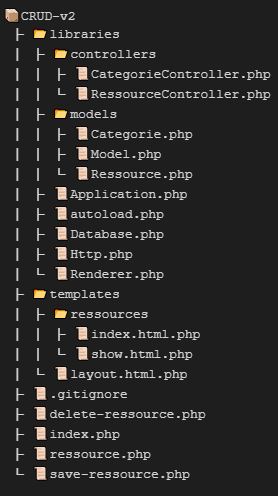 CRUD-v2
├ libraries
│ ├ controllers
│ │ ├ CategorieController.php
│ │ ├ RessourceController.php
│ ├ models
│ │ ├ Categorie.php
│ │ ├ Model.php
│ │ └ Ressource.php
│ ├ Application.php
│ ├ autoload.php
│ ├ Database.php
│ ├ Http.php
│ └ Renderer.php
├ templates
│ ├ ressources
│ │ ├ index.html.php
│ │ └ show.html.php
│ └ layout.html.php
├ .gitignore
├ delete-ressource.php
├ index.php
├ ressource.php
└ save-ressource.php